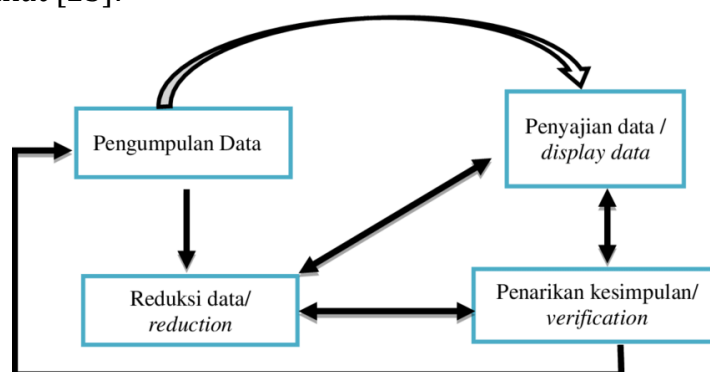 Pengumpulan Data
Penyajian data /
display data
Reduksi data/
reduction
Penarikan kesimpulan/
verification